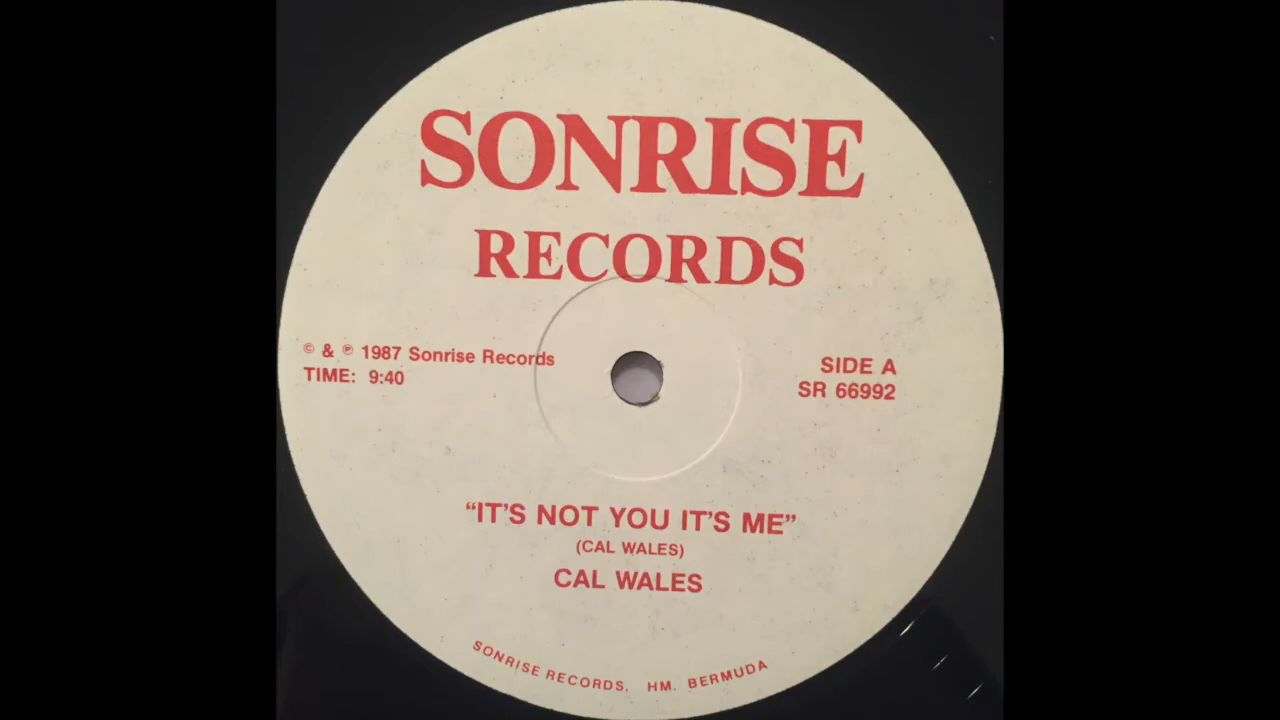 SONRISE
RECORDS
© & ℗ 1987 Sonrise Records
TIME: 9:40
SIDE A
SR 66992
“IT’S NOT YOU IT’S ME”
(CAL WALES)
CAL WALES
SONRISE RECORDS, HM. BERMUDA